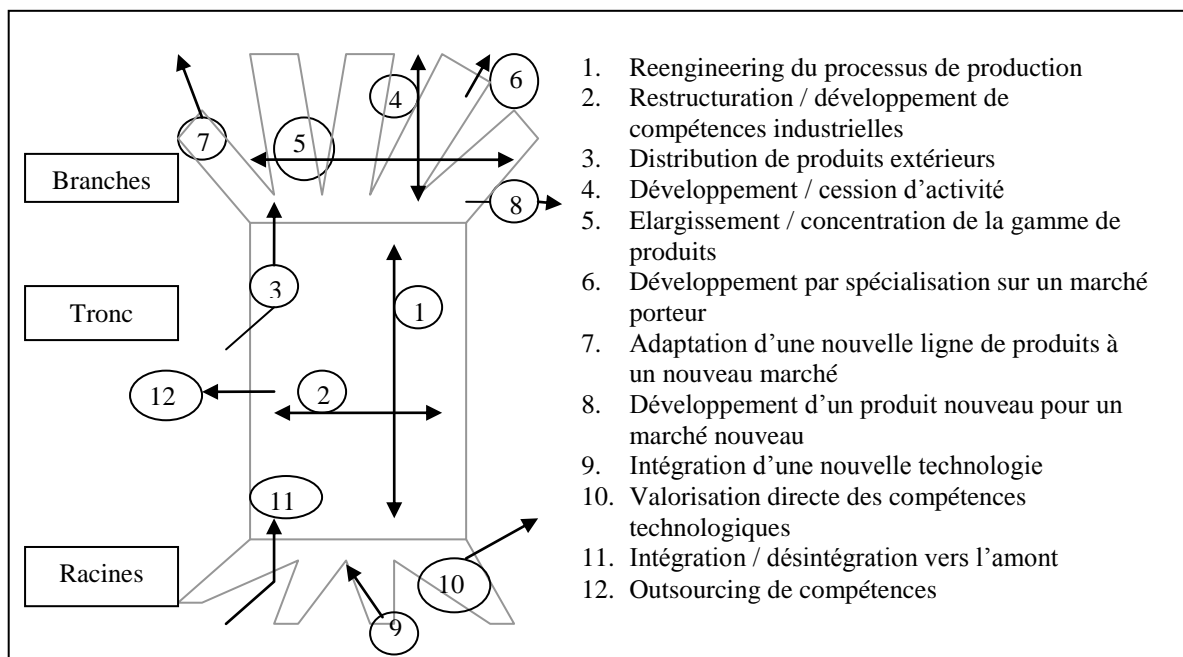 7
5
4
6
Branches
8
3
1
Tronc
12
2
11
Racines
10
9
1. Reengineering du processus de production
2. Restructuration / développement de
compétences industrielles
3. Distribution de produits extérieurs
4. Développement / cession d’activité
5. Elargissement / concentration de la gamme de
produits
6. Développement par spécialisation sur un marché
porteur
7. Adaptation d’une nouvelle ligne de produits à
un nouveau marché
8. Développement d’un produit nouveau pour un
marché nouveau
9. Intégration d’une nouvelle technologie
10. Valorisation directe des compétences
technologiques
11. Intégration / désintégration vers l’amont
12. Outsourcing de compétences